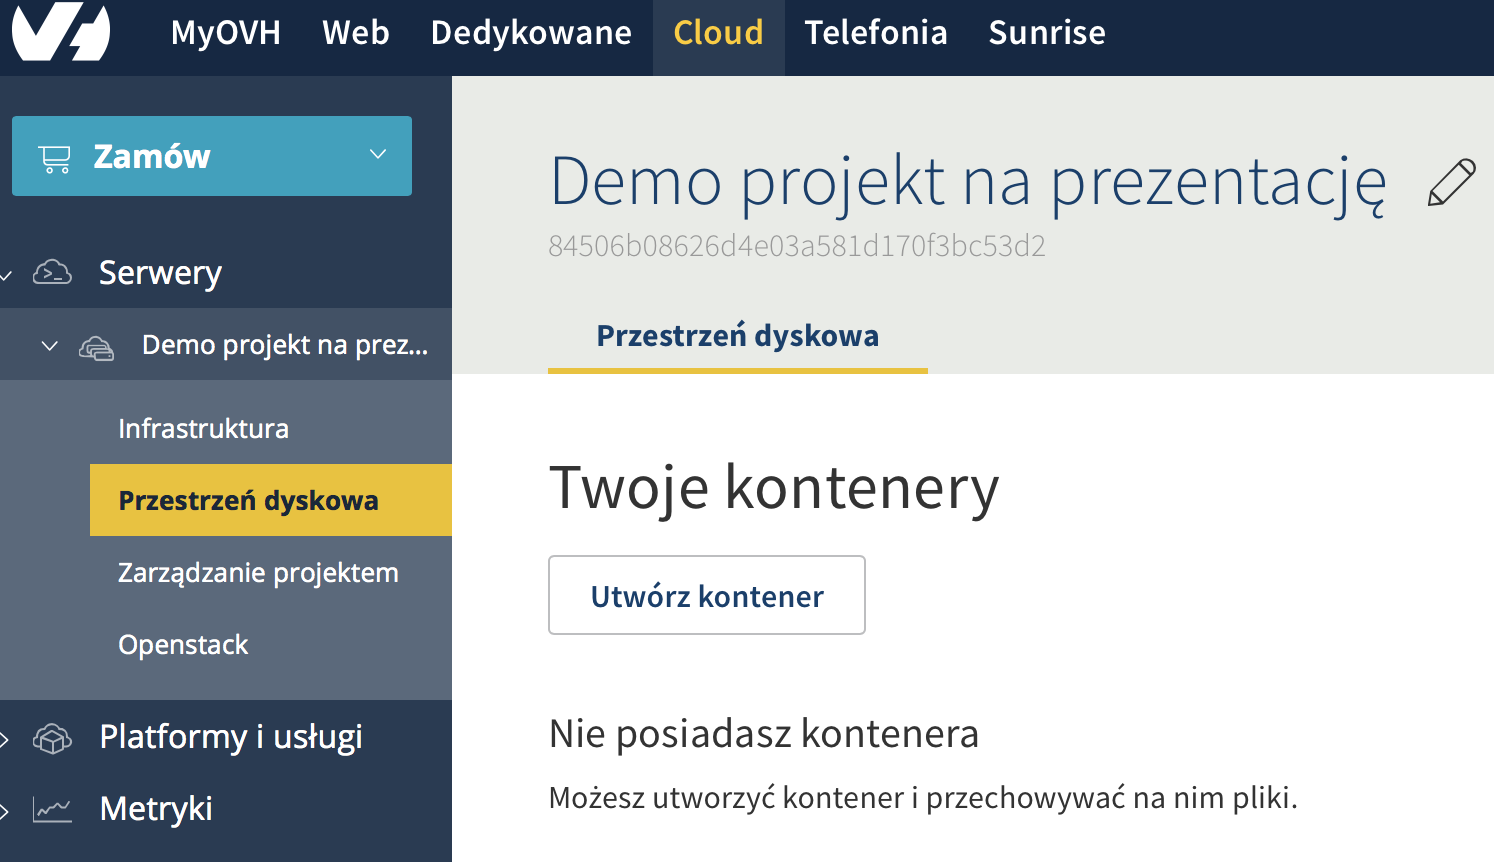 MyOVH Web Dedykowane Cloud Telefonia Sunrise
Zamów
Serwery
Demo projekt na prez...
Infrastruktura
Przestrzeń dyskowa
Zarządzanie projektem
Openstack
Platformy i usługi
Metryki
Demo projekt na prezentację
84506b08626d4e03a581d170f3bc53d2
Przestrzeń dyskowa
Twoje kontenery
Utwórz kontener
Nie posiadasz kontenera
Możesz utworzyć kontener i przechowywać na nim pliki.